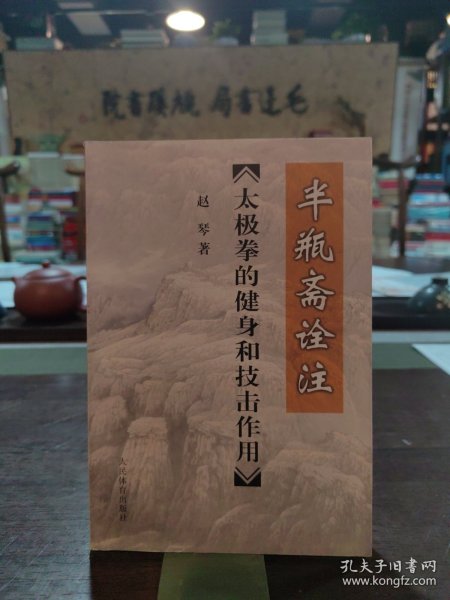 毛边书局 砚溪书院
半瓶斋诠注
《太极拳的健身和技击作用》
赵琴著
人民体育出版社
孔夫子旧书网
www.kongfz.com